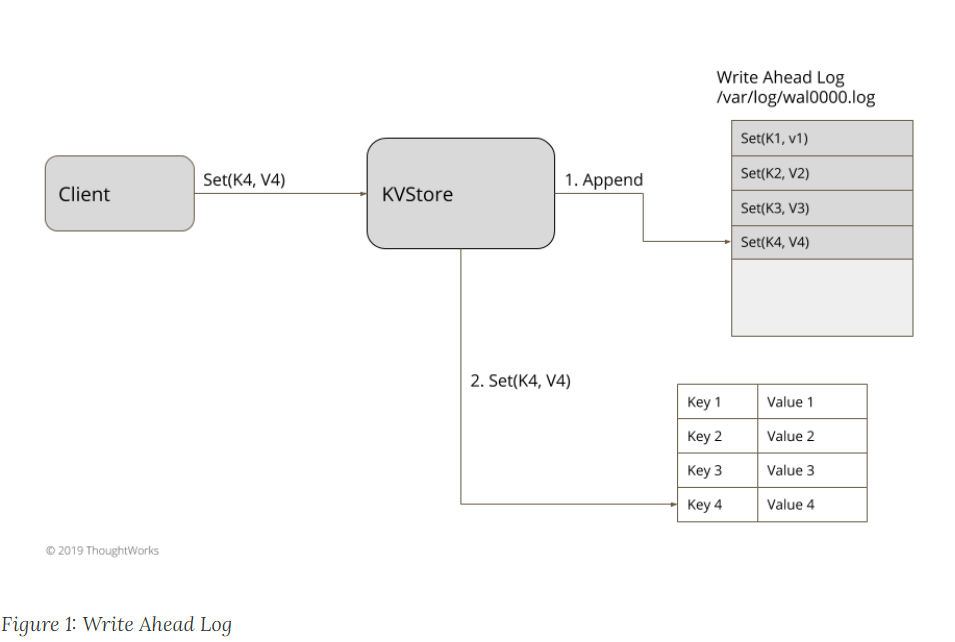 Write Ahead Log
/var/log/wal0000.log
Set(K1, v1)
Set(K2, V2)
Set(K3, V3)
Set(K4, V4)
Client
Set(K4, V4)
KVStore
1. Append
2. Set(K4, V4)
Key 1 Value 1
Key 2 Value 2
Key 3 Value 3
Key 4 Value 4
© 2019 ThoughtWorks
Figure 1: Write Ahead Log